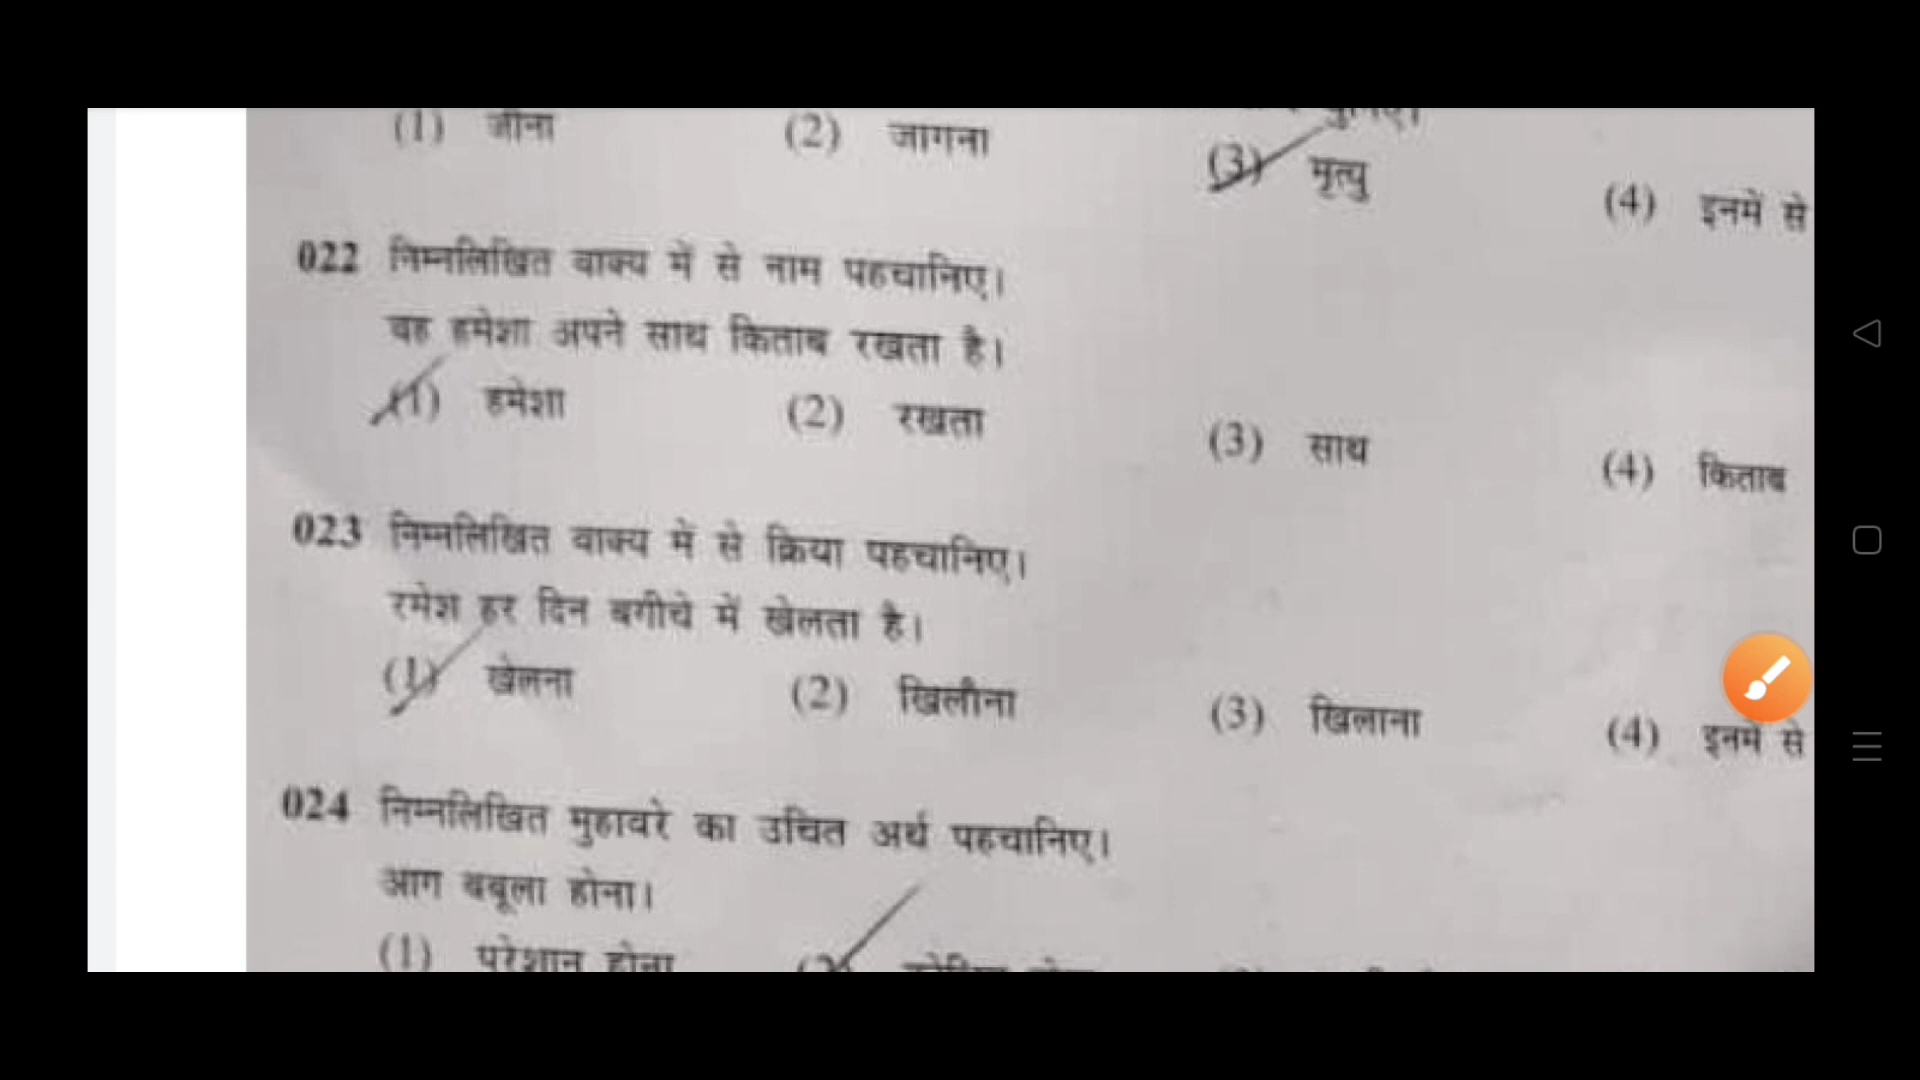 (1) जीना (2) जागना (3) मृत्यु (4) इनमें से
022 निम्नलिखित वाक्य में से नाम पहचानिए।
वह हमेशा अपने साथ किताब रखता है।
(1) हमेशा (2) रखता (3) साथ (4) किताब
023 निम्नलिखित वाक्य में से क्रिया पहचानिए।
रमेश हर दिन बगीचे में खेलता है।
(1) खेलना (2) खिलौना (3) खिलाना (4) इनमें से
024 निम्नलिखित मुहावरे का उचित अर्थ पहचानिए।
आग बबूला होना।
(1) परेशान होना (2)